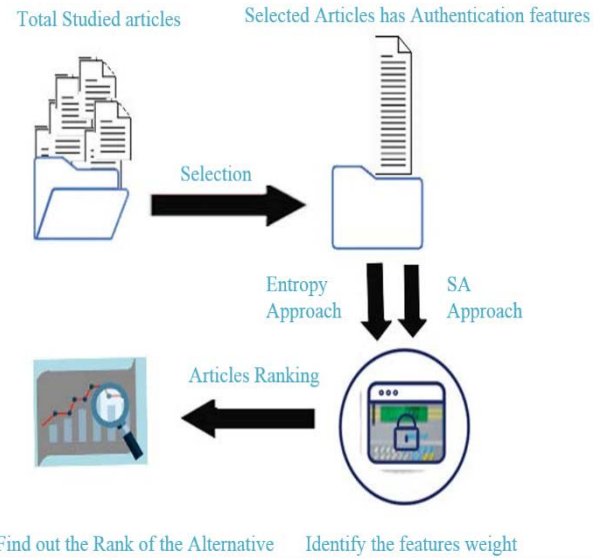 Total Studied articles
Selected Articles has Authentication features
Selection
Entropy
Approach
SA
Approach
Articles Ranking
Find out the Rank of the Alternative
Identify the features weight